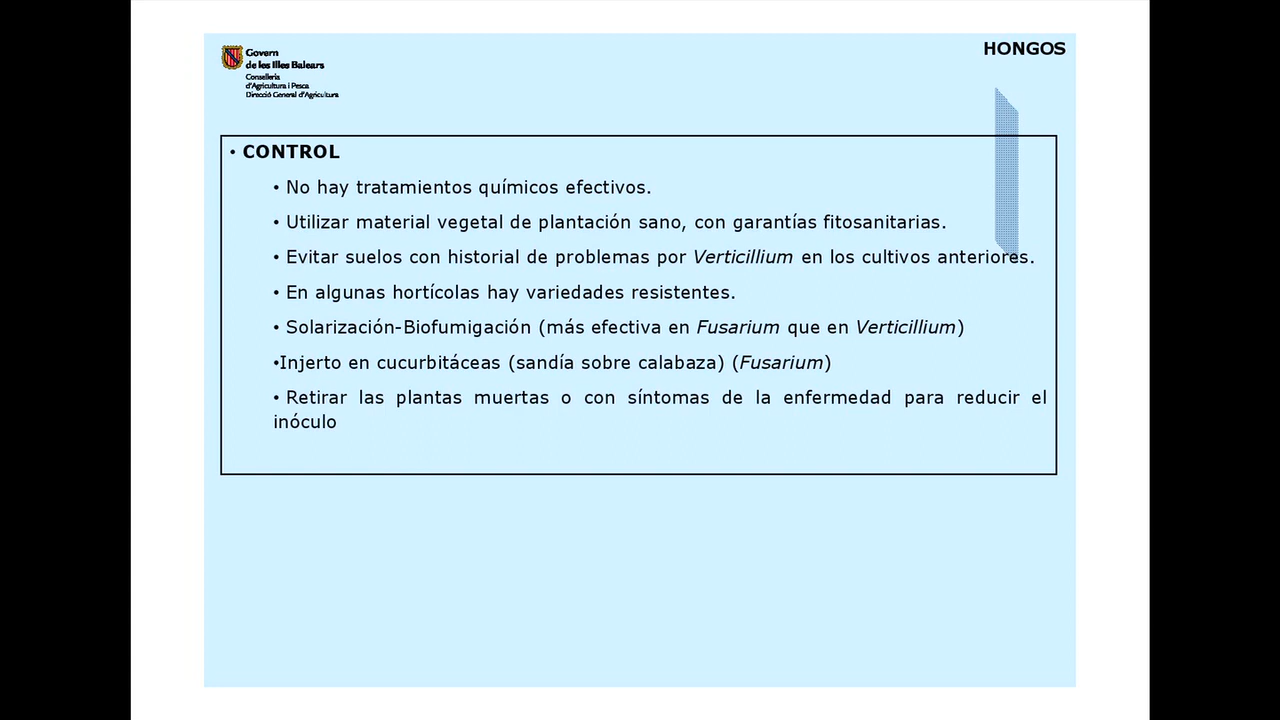 Govern
de les Illes Balears
Conselleria
d'Agricultura i Pesca
Direcció General d'Agricultura
HONGOS
• CONTROL
• No hay tratamientos químicos efectivos.
• Utilizar material vegetal de plantación sano, con garantías fitosanitarias.
• Evitar suelos con historial de problemas por Verticillium en los cultivos anteriores.
• En algunas hortícolas hay variedades resistentes.
• Solarización-Biofumigación (más efectiva en Fusarium que en Verticillium)
•Injerto en cucurbitáceas (sandía sobre calabaza) (Fusarium)
• Retirar las plantas muertas o con síntomas de la enfermedad para reducir el
inóculo